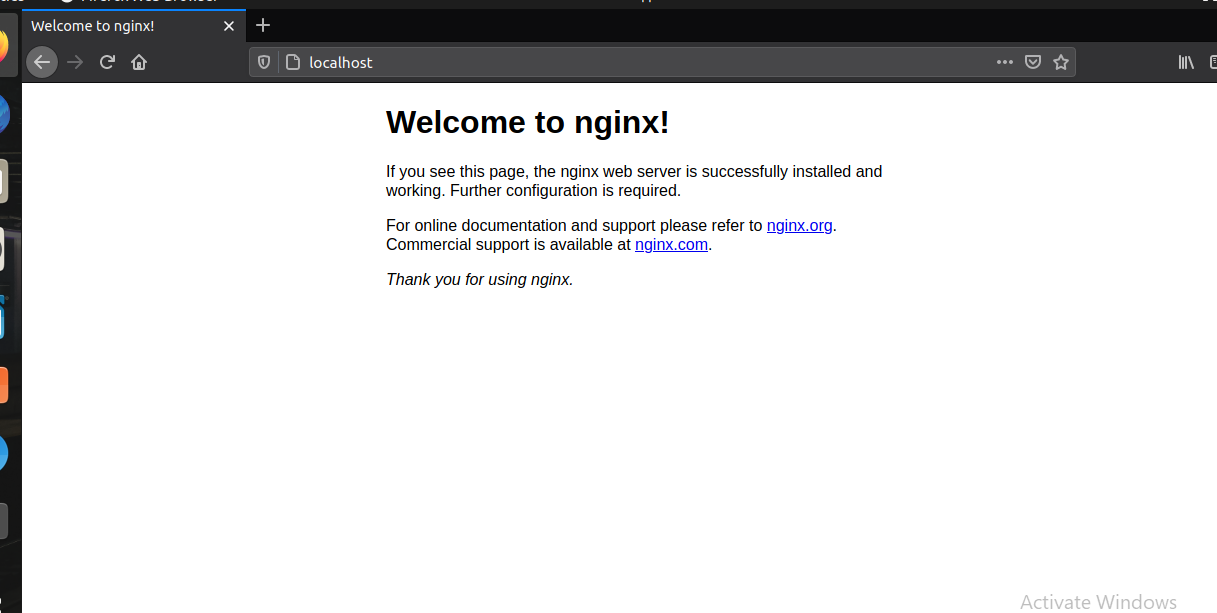 Welcome to nginx!
localhost
Welcome to nginx!
If you see this page, the nginx web server is successfully installed and
working. Further configuration is required.
For online documentation and support please refer to nginx.org.
Commercial support is available at nginx.com.
Thank you for using nginx.
Activate Windows